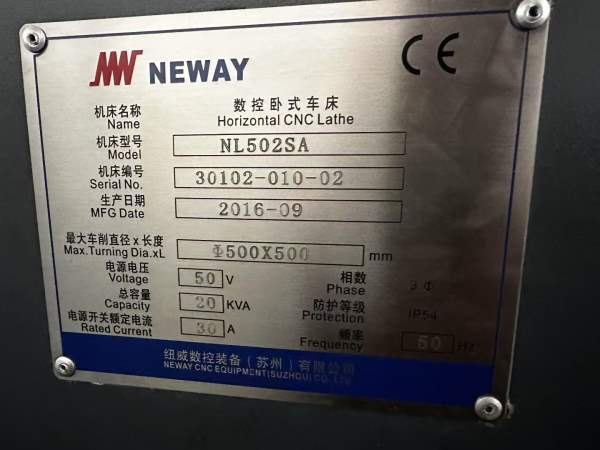 NEWAY
CE
机床名称 数控卧式车床
Name Horizontal CNC Lathe
机床型号
Model NL502SA
机床编号
Serial No. 30102-010-02
生产日期
MFG Date 2016-09
最大车削直径 x 长度
Max.Turning Dia.xL Φ500X500 mm
电源电压 相数
Voltage 50 V Phase 3 Φ
总容量 防护等级
Capacity 20 KVA Protection IP54
电源开关额定电流 频率
Rated Current 30 A Frequency 50 Hz
纽威数控装备（苏州）有限公司
NEWAY CNC EQUIPMENT(SUZHOU)CO.,LTD.